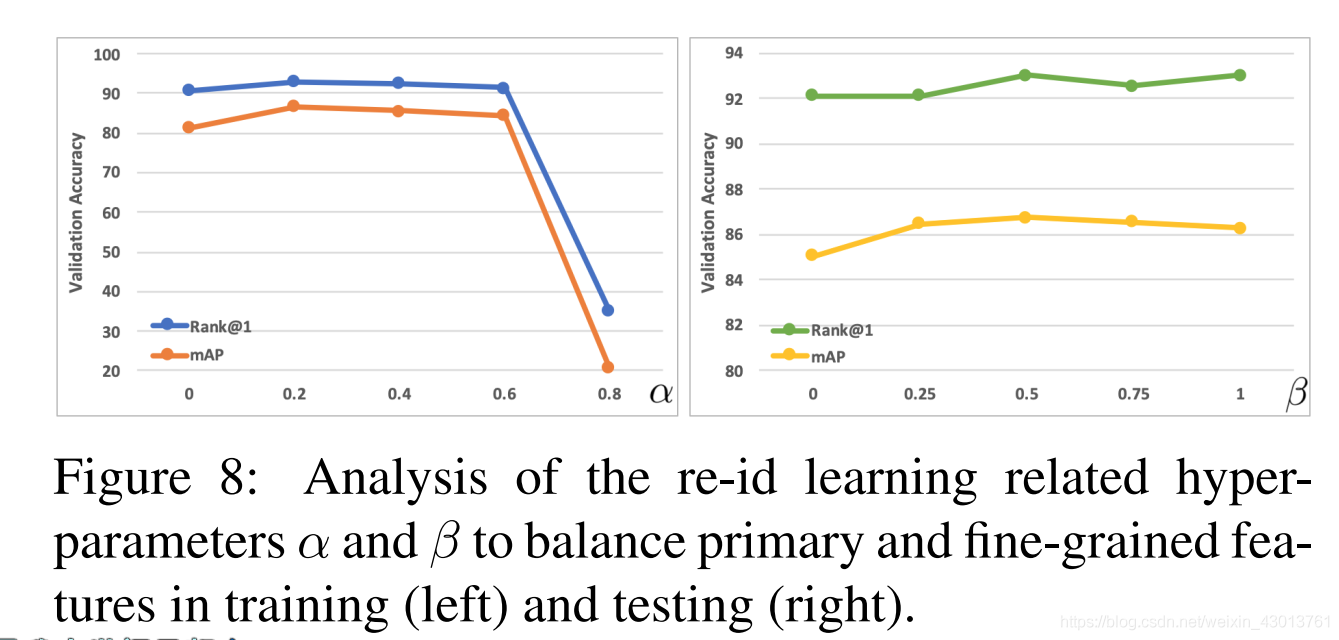 100
90
80
70
60
50
40
30
20
Validation Accuracy
Rank@1
mAP
0 0.2 0.4 0.6 0.8 α
94
92
90
88
86
84
82
80
Validation Accuracy
Rank@1
mAP
0 0.25 0.5 0.75 1 β
Figure 8: Analysis of the re-id learning related hyper-
parameters α and β to balance primary and fine-grained fea-
tures in training (left) and testing (right).
https://blog.csdn.net/weixin_43013761